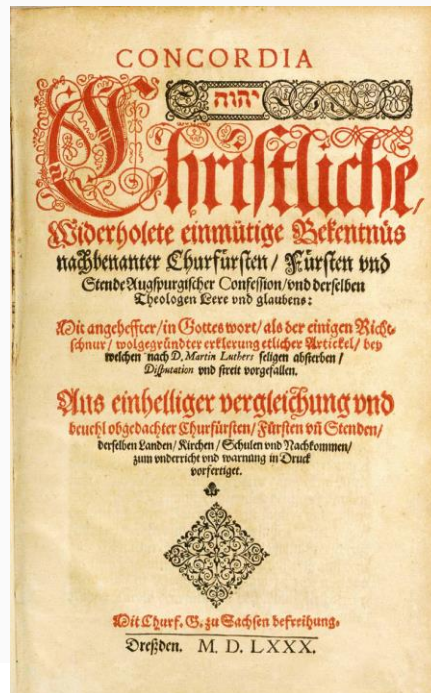 CONCORDIA
יהוה
Christliche,
Widerholete einmütige Bekentnüs
nachbenanter Churfürsten/ Fürsten vnd
Stende Augspurgischer Confession/vnd derselben
Theologen Lere vnd glaubens:
Mit angeheffter/in Gottes wort/als der einigen Richt-
schnur/ wolgegründter erklerung etlicher Artickel/ bey
welchen nach D. Martin Luthers seligen absterben/
Disputation vnd streit vorgefallen.
Aus einhelliger vergleichung vnd
beuehl obgedachter Churfürsten/Fürsten vn̄ Stenden/
derselben Landen/Kirchen/Schulen vnd Nachkommen/
zum vnderricht vnd warnung in Druck
vorfertiget.
Mit Churf. G. zu Sachsen befreihung.
Dreßden. M. D. LXXX.